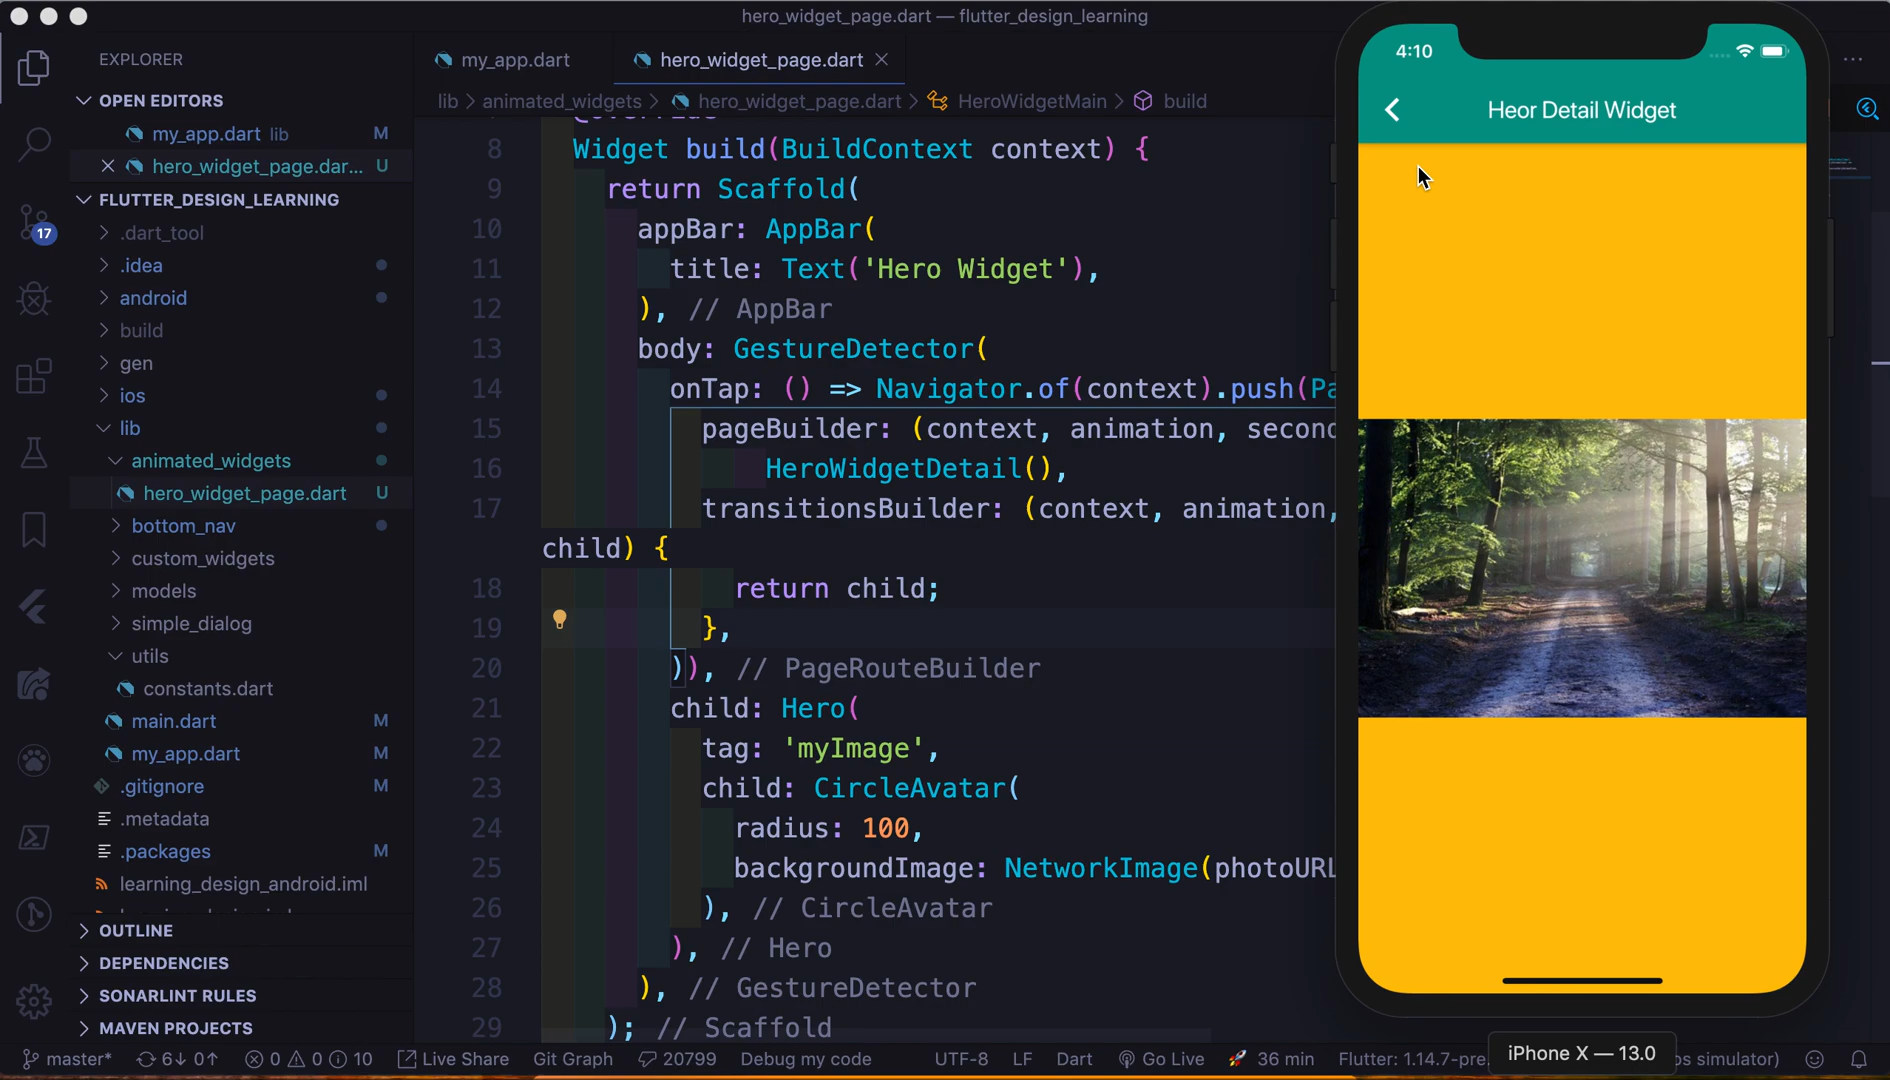 hero_widget_page.dart — flutter_design_learning
EXPLORER
OPEN EDITORS
my_app.dart lib M
hero_widget_page.dar... U
FLUTTER_DESIGN_LEARNING
.dart_tool
.idea
android
build
gen
ios
lib
animated_widgets
hero_widget_page.dart U
bottom_nav
custom_widgets
models
simple_dialog
utils
constants.dart
main.dart M
my_app.dart M
.gitignore M
.metadata
.packages M
learning_design_android.iml
OUTLINE
DEPENDENCIES
SONARLINT RULES
MAVEN PROJECTS
17
my_app.dart
hero_widget_page.dart
lib > animated_widgets > hero_widget_page.dart > HeroWidgetMain > build
8 Widget build(BuildContext context) {
9 return Scaffold(
10 appBar: AppBar(
11 title: Text('Hero Widget'),
12 ), // AppBar
13 body: GestureDetector(
14 onTap: () => Navigator.of(context).push(Pa
15 pageBuilder: (context, animation, second
16 HeroWidgetDetail(),
17 transitionsBuilder: (context, animation,
child) {
18 return child;
19 },
20 )), // PageRouteBuilder
21 child: Hero(
22 tag: 'myImage',
23 child: CircleAvatar(
24 radius: 100,
25 backgroundImage: NetworkImage(photoURL
26 ), // CircleAvatar
27 ), // Hero
28 ), // GestureDetector
29 ); // Scaffold
4:10
Heor Detail Widget
iPhone X — 13.0
master* 6↓ 0↑ 0 0 10 Live Share Git Graph 20799 Debug my code UTF-8 LF Dart Go Live 36 min Flutter: 1.14.7-pre. os simulator)